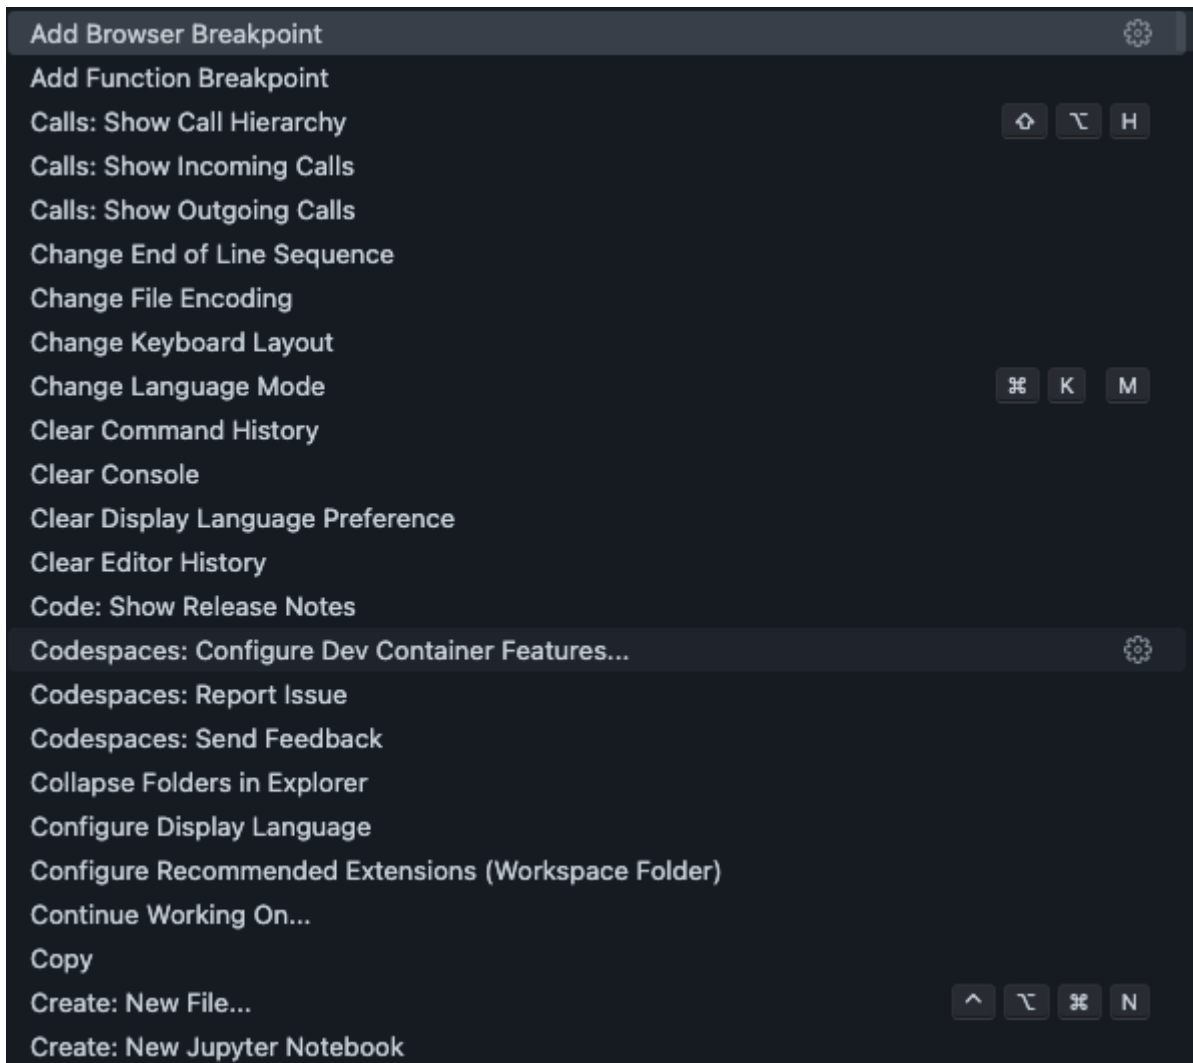 Add Browser Breakpoint
Add Function Breakpoint
Calls: Show Call Hierarchy ⇧ ⌥ H
Calls: Show Incoming Calls
Calls: Show Outgoing Calls
Change End of Line Sequence
Change File Encoding
Change Keyboard Layout
Change Language Mode ⌘ K M
Clear Command History
Clear Console
Clear Display Language Preference
Clear Editor History
Code: Show Release Notes
Codespaces: Configure Dev Container Features...
Codespaces: Report Issue
Codespaces: Send Feedback
Collapse Folders in Explorer
Configure Display Language
Configure Recommended Extensions (Workspace Folder)
Continue Working On...
Copy
Create: New File... ^ ⌥ ⌘ N
Create: New Jupyter Notebook